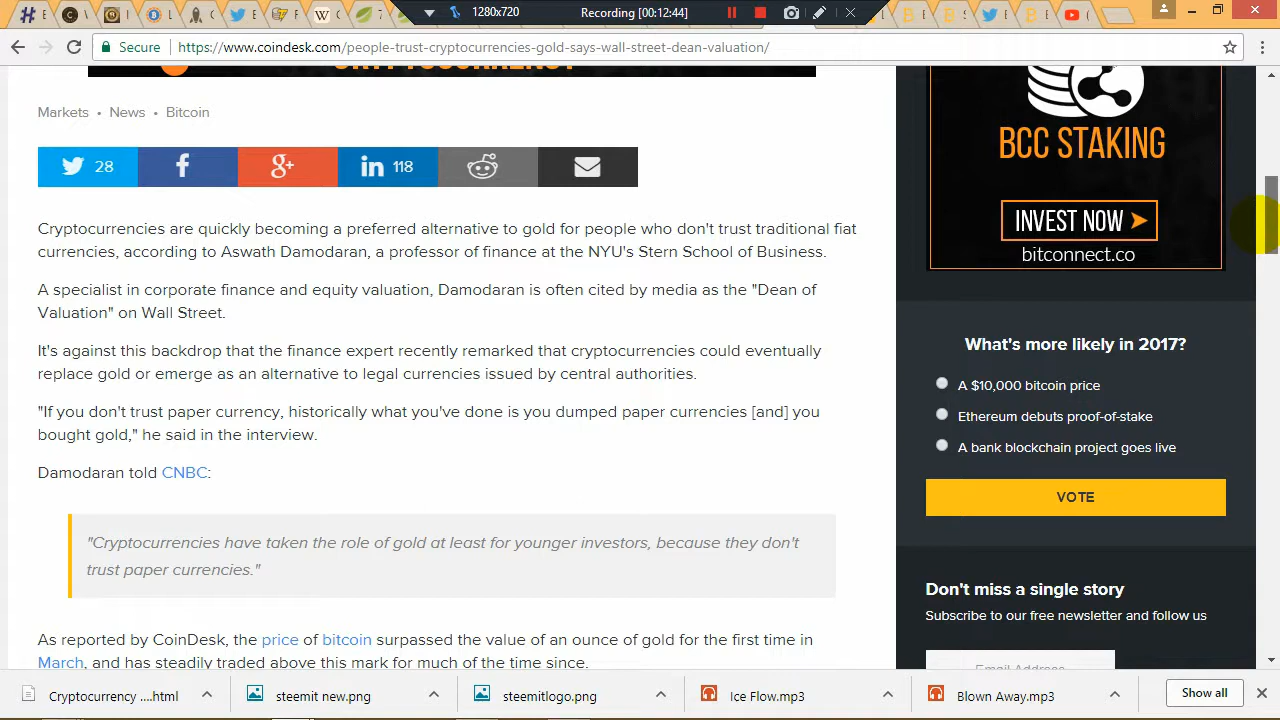 1280x720
Recording [00:12:44]
Secure
https://www.coindesk.com/people-trust-cryptocurrencies-gold-says-wall-street-dean-valuation/
Markets • News • Bitcoin
28
118
Cryptocurrencies are quickly becoming a preferred alternative to gold for people who don't trust traditional fiat
currencies, according to Aswath Damodaran, a professor of finance at the NYU's Stern School of Business.
A specialist in corporate finance and equity valuation, Damodaran is often cited by media as the "Dean of
Valuation" on Wall Street.
It's against this backdrop that the finance expert recently remarked that cryptocurrencies could eventually
replace gold or emerge as an alternative to legal currencies issued by central authorities.
"If you don't trust paper currency, historically what you've done is you dumped paper currencies [and] you
bought gold," he said in the interview.
Damodaran told CNBC:
"Cryptocurrencies have taken the role of gold at least for younger investors, because they don't
trust paper currencies."
As reported by CoinDesk, the price of bitcoin surpassed the value of an ounce of gold for the first time in
March, and has steadily traded above this mark for much of the time since.
BCC STAKING
INVEST NOW
bitconnect.co
What's more likely in 2017?
A $10,000 bitcoin price
Ethereum debuts proof-of-stake
A bank blockchain project goes live
VOTE
Don't miss a single story
Subscribe to our free newsletter and follow us
Email Address
Cryptocurrency ....html
steemit new.png
steemitlogo.png
Ice Flow.mp3
Blown Away.mp3
Show all